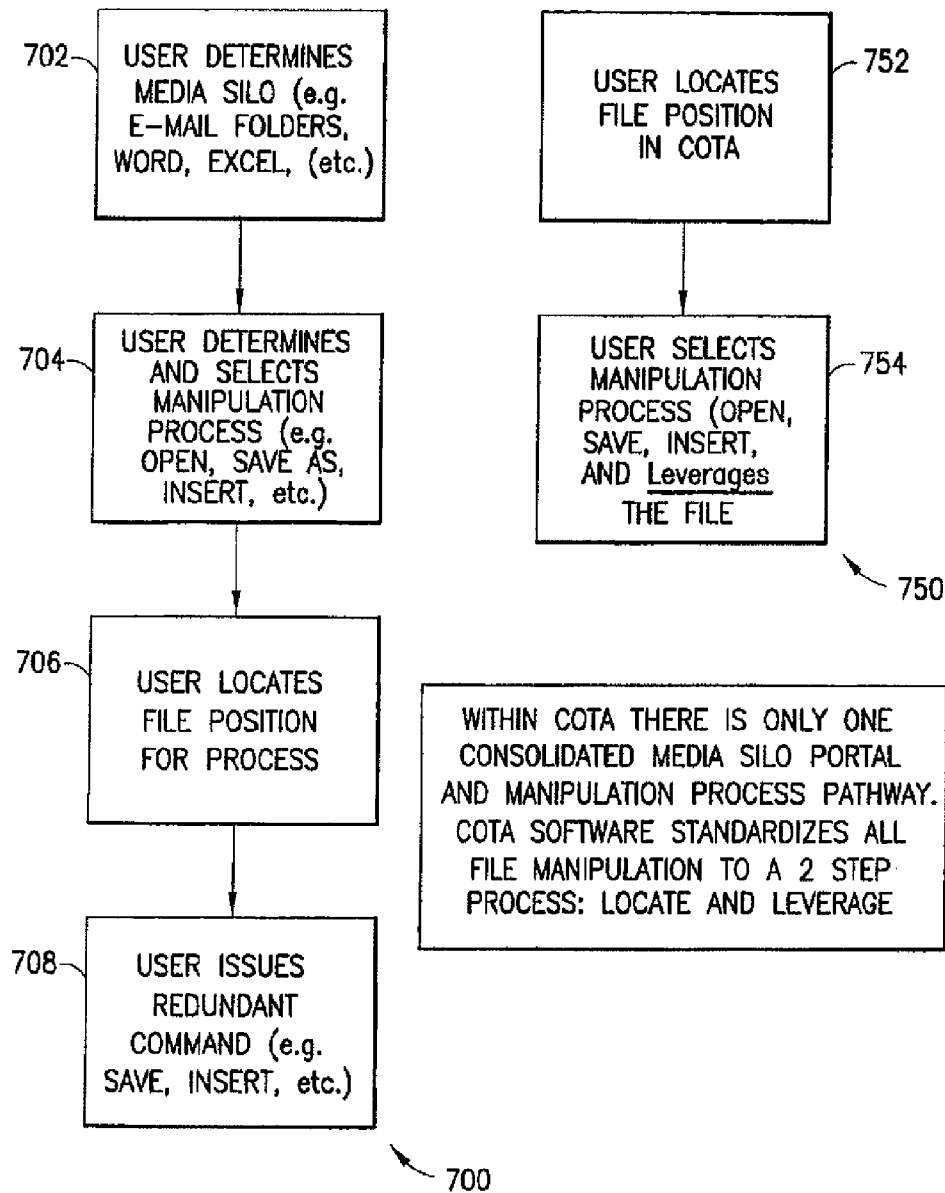 702
USER DETERMINES
MEDIA SILO (e.g.
E-MAIL FOLDERS,
WORD, EXCEL, (etc.)
704
USER DETERMINES
AND SELECTS
MANIPULATION
PROCESS (e.g.
OPEN, SAVE AS,
INSERT, etc.)
706
USER LOCATES
FILE POSITION
FOR PROCESS
708
USER ISSUES
REDUNDANT
COMMAND (e.g.
SAVE, INSERT, etc.)
700
752
USER LOCATES
FILE POSITION
IN COTA
754
USER SELECTS
MANIPULATION
PROCESS (OPEN,
SAVE, INSERT,
AND Leverages
THE FILE
750
WITHIN COTA THERE IS ONLY ONE
CONSOLIDATED MEDIA SILO PORTAL
AND MANIPULATION PROCESS PATHWAY.
COTA SOFTWARE STANDARDIZES ALL
FILE MANIPULATION TO A 2 STEP
PROCESS: LOCATE AND LEVERAGE